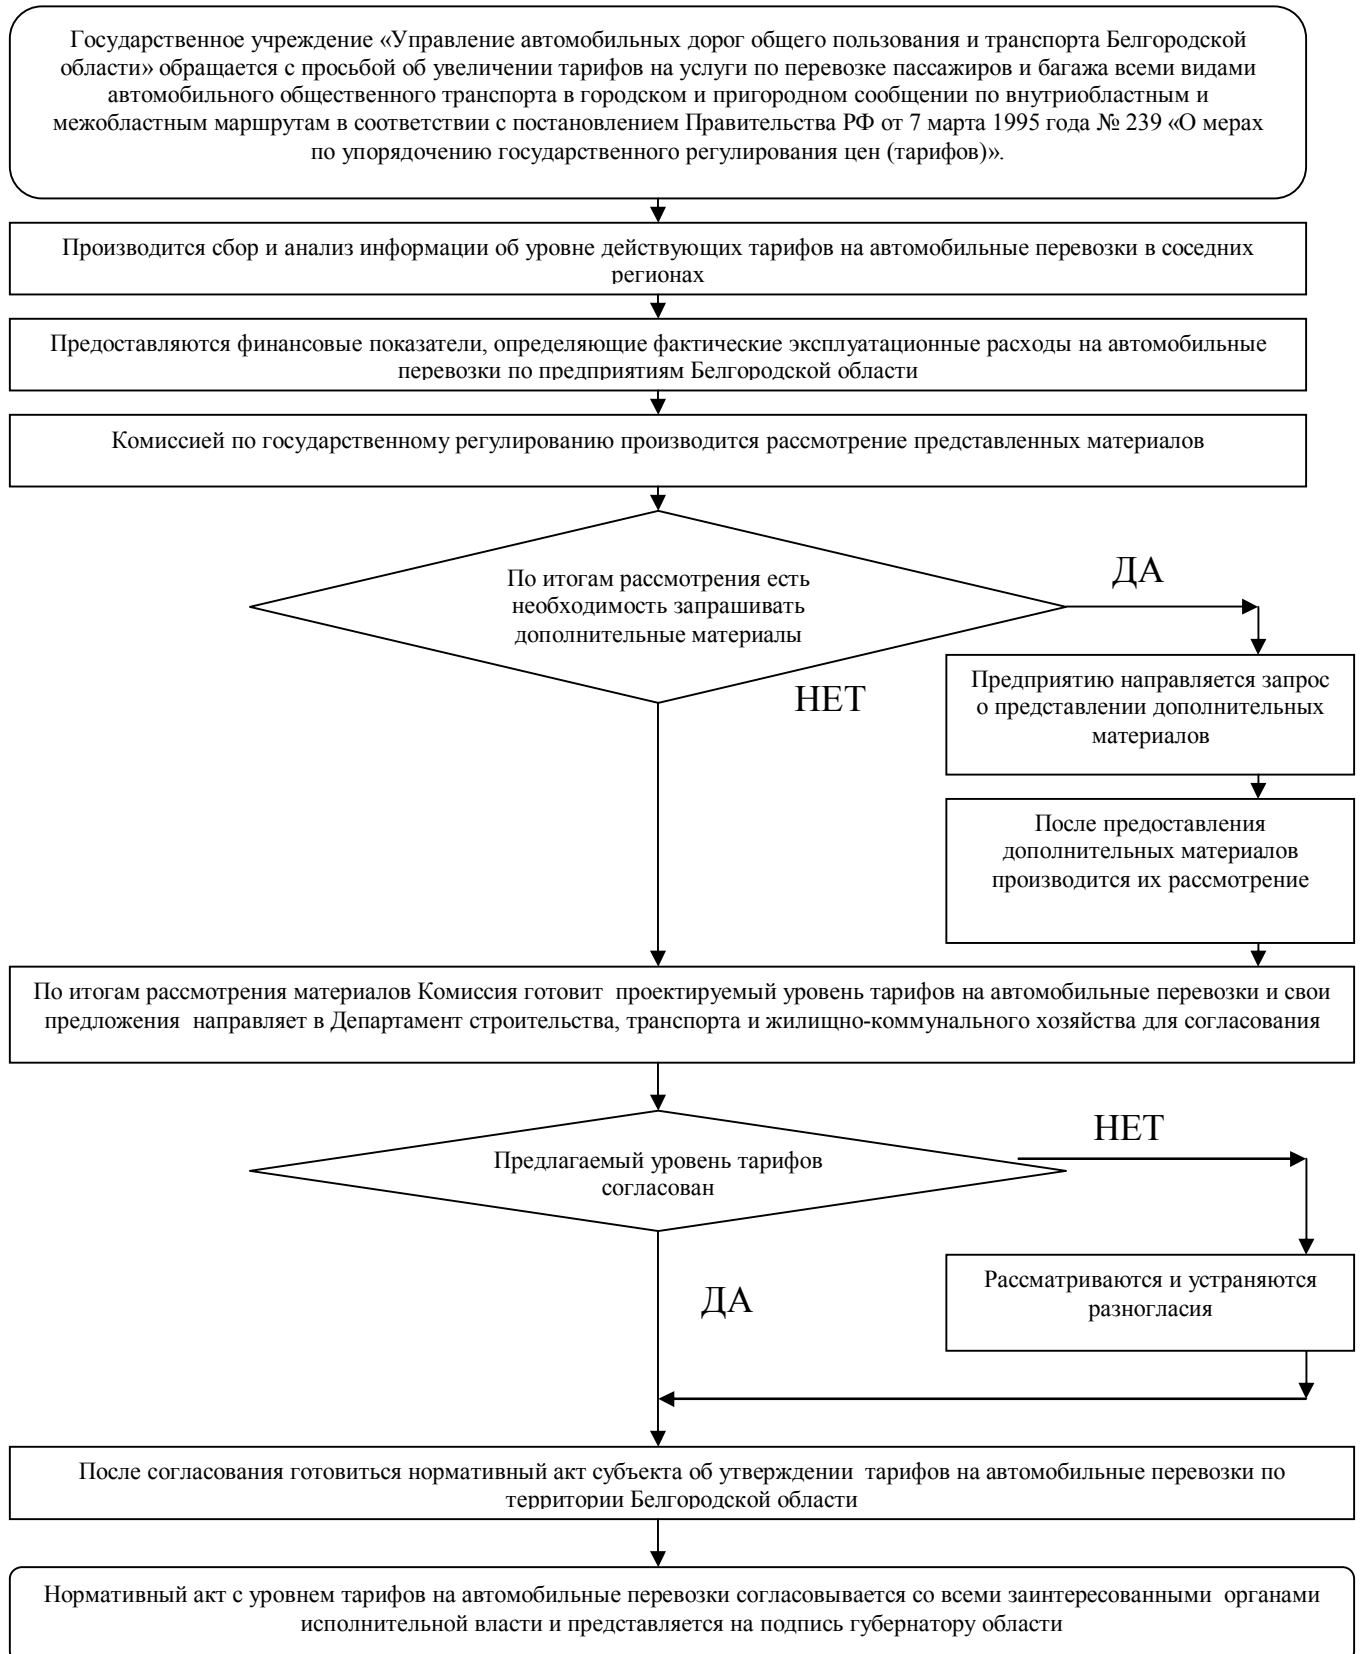 Государственное учреждение «Управление автомобильных дорог общего пользования и транспорта Белгородской
области» обращается с просьбой об увеличении тарифов на услуги по перевозке пассажиров и багажа всеми видами
автомобильного общественного транспорта в городском и пригородном сообщении по внутриобластным и
межобластным маршрутам в соответствии с постановлением Правительства РФ от 7 марта 1995 года № 239 «О мерах
по упорядочению государственного регулирования цен (тарифов)».
Производится сбор и анализ информации об уровне действующих тарифов на автомобильные перевозки в соседних
регионах
Предоставляются финансовые показатели, определяющие фактические эксплуатационные расходы на автомобильные
перевозки по предприятиям Белгородской области
Комиссией по государственному регулированию производится рассмотрение представленных материалов
По итогам рассмотрения есть
необходимость запрашивать
дополнительные материалы
ДА
НЕТ
Предприятию направляется запрос
о представлении дополнительных
материалов
После предоставления
дополнительных материалов
производится их рассмотрение
По итогам рассмотрения материалов Комиссия готовит проектируемый уровень тарифов на автомобильные перевозки и свои
предложения направляет в Департамент строительства, транспорта и жилищно-коммунального хозяйства для согласования
Предлагаемый уровень тарифов
согласован
НЕТ
ДА
Рассматриваются и устраняются
разногласия
После согласования готовиться нормативный акт субъекта об утверждении тарифов на автомобильные перевозки по
территории Белгородской области
Нормативный акт с уровнем тарифов на автомобильные перевозки согласовывается со всеми заинтересованными органами
исполнительной власти и представляется на подпись губернатору области